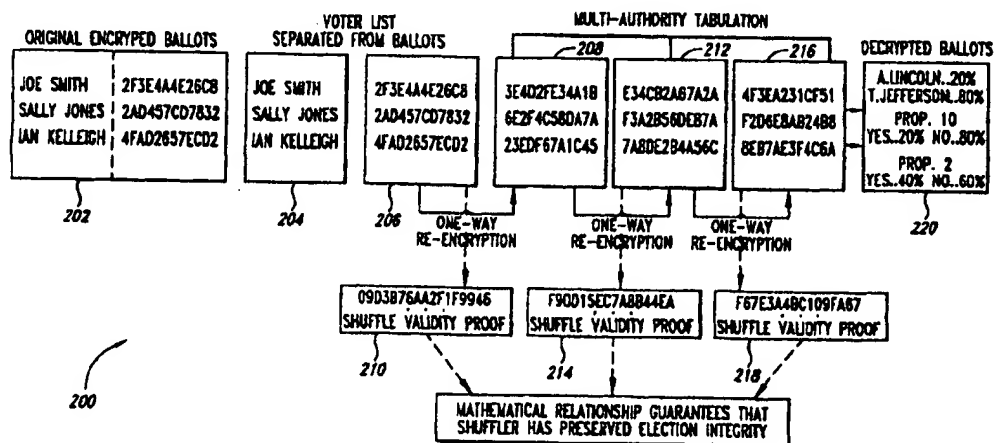 ORIGINAL ENCRYPED BALLOTS
JOE SMITH 2F3E4A4E26C8
SALLY JONES 2AD457CD7832
IAN KELLEIGH 4FAD2657ECD2
202
VOTER LIST
SEPARATED FROM BALLOTS
JOE SMITH
SALLY JONES
IAN KELLEIGH
204
2F3E4A4E26C8
2AD457CD7832
4FAD2657ECD2
206
MULTI-AUTHORITY TABULATION
208
3E4D2FE34A1B
6E2F4C58DA7A
23EDF67A1C45
212
E34CB2A67A2A
F3A2B56DEB7A
7A8DE2B4A56C
216
4F3EA231CF51
F2D6E8AB24B8
8EB7AE3F4C6A
DECRYPTED BALLOTS
A.LINCOLN..20%
T.JEFFERSON..80%
PROP. 10
YES..20% NO..80%
PROP. 2
YES..40% NO..60%
220
ONE-WAY
RE-ENCRYPTION
ONE-WAY
RE-ENCRYPTION
ONE-WAY
RE-ENCRYPTION
09D3B76AA2F1F9946
SHUFFLE VALIDITY PROOF
210
F90D15EC7A8B44EA
SHUFFLE VALIDITY PROOF
214
F67E3A4BC109FA67
SHUFFLE VALIDITY PROOF
218
200
MATHEMATICAL RELATIONSHIP GUARANTEES THAT
SHUFFLER HAS PRESERVED ELECTION INTEGRITY